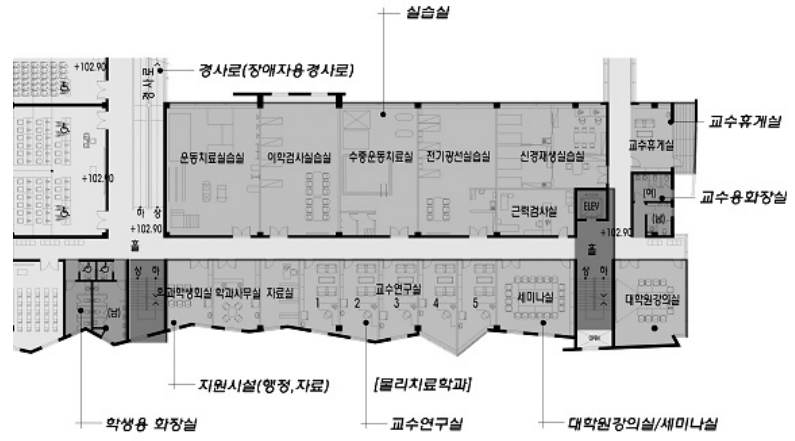 실습실
경사로(장애자용경사로)
+102.90
경사로
+102.90
하 상
+102.90
홀
운동치료실습실
이학검사실습실
수중운동치료실
전기광선실습실
신경재생실습실
근력검사실
ELEV
교수휴게실
교수휴게실
교수용화장실
(여)
(남)
+102.90
홀
상 하
상 하
(남)
학과학생회실
학과사무실
자료실
교수연구실
1 2 3 4 5
세미나실
대학원강의실
지원시설(행정,자료)
[물리치료학과]
학생용 화장실
교수연구실
대학원강의실/세미나실